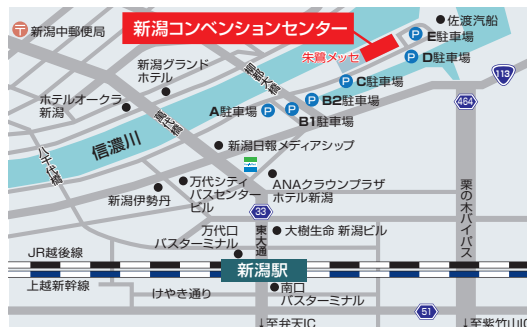 新潟コンベンションセンター
佐渡汽船
新潟中郵便局
P E駐車場
朱鷺メッセ
P D駐車場
新潟グランド
ホテル
柳都大橋
P C駐車場
113
ホテルオークラ
新潟
P B2駐車場
464
A駐車場 P
P
B1駐車場
萬代橋
信濃川
八千代橋
新潟日報メディアシップ
万代シティ
バスセンター
ビル
ANAクラウンプラザ
ホテル新潟
新潟伊勢丹
栗の木バイパス
33
万代口
バスターミナル
東大通
大樹生命 新潟ビル
JR越後線
新潟駅
上越新幹線
けやき通り
南口
バスターミナル
51
↓至弁天IC
↓至紫竹山IC